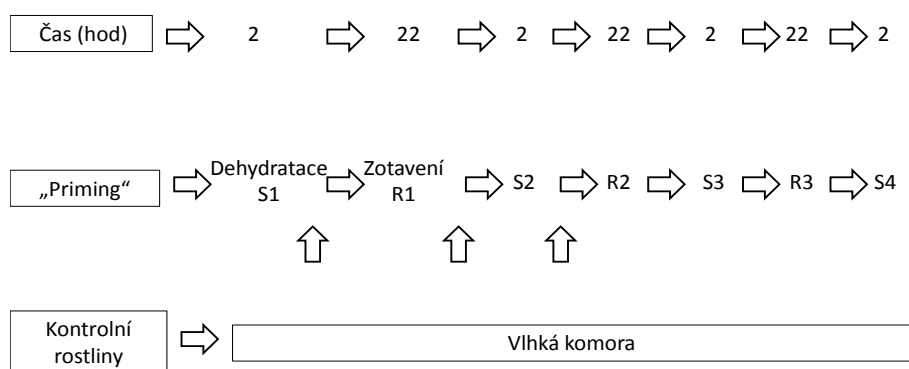 Čas (hod) 2 22 2 22 2 22 2
„Priming“ Dehydratace S1 Zotavení R1 S2 R2 S3 R3 S4
Kontrolní
rostliny
Vlhká komora